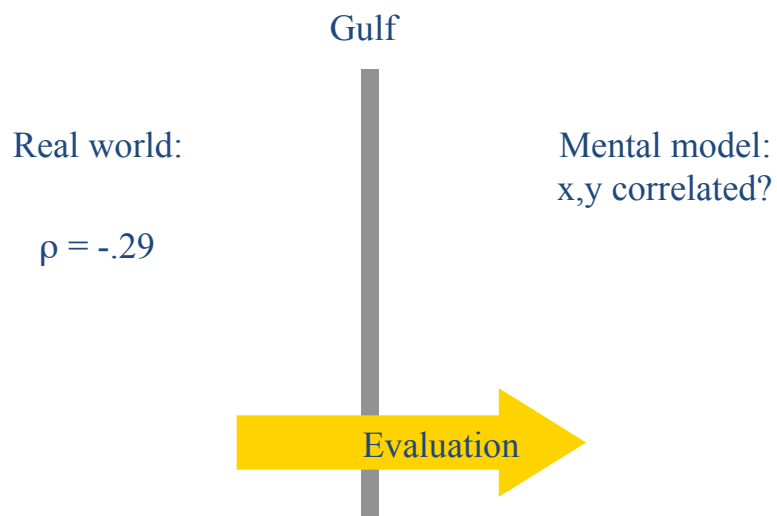 Gulf
Real world:
Mental model:
x,y correlated?
ρ = -.29
Evaluation